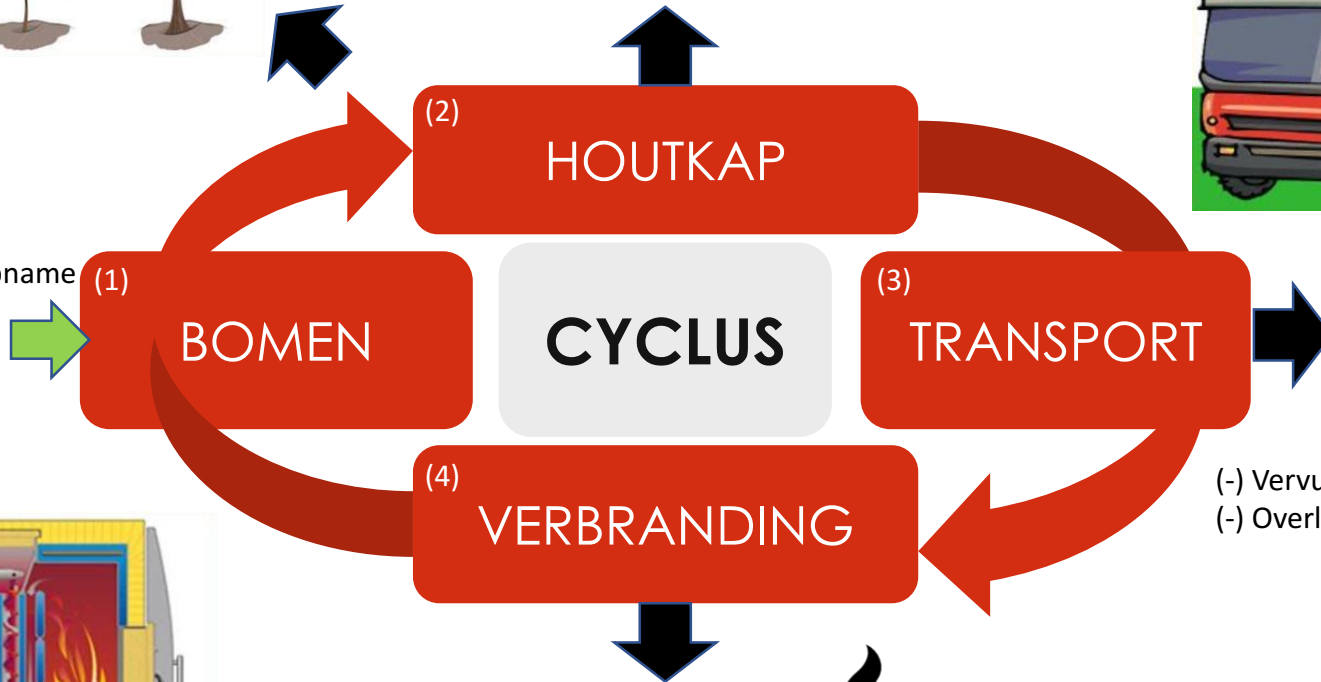 (2)
HOUTKAP
(1)
BOMEN
CYCLUS
(3)
TRANSPORT
(4)
VERBRANDING
(-)
(-)